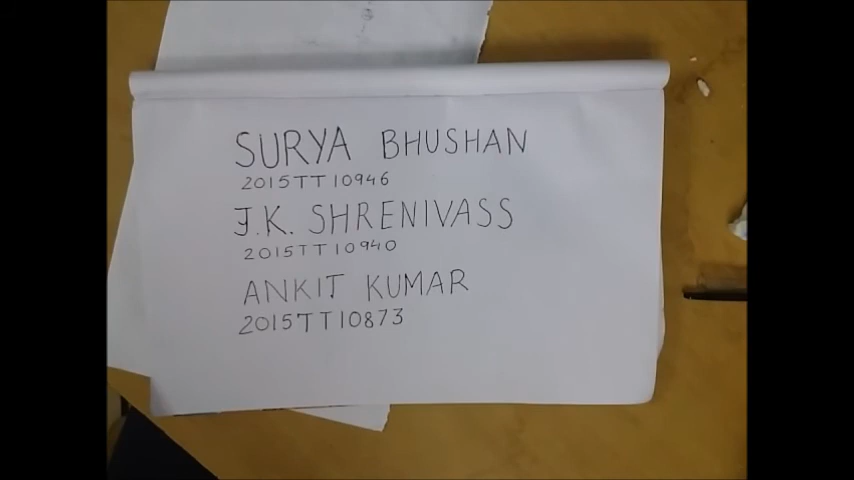 SURYA BHUSHAN
2015TT10946
J.K. SHRENIVASS
2015TT10940
ANKIT KUMAR
2015TT10873